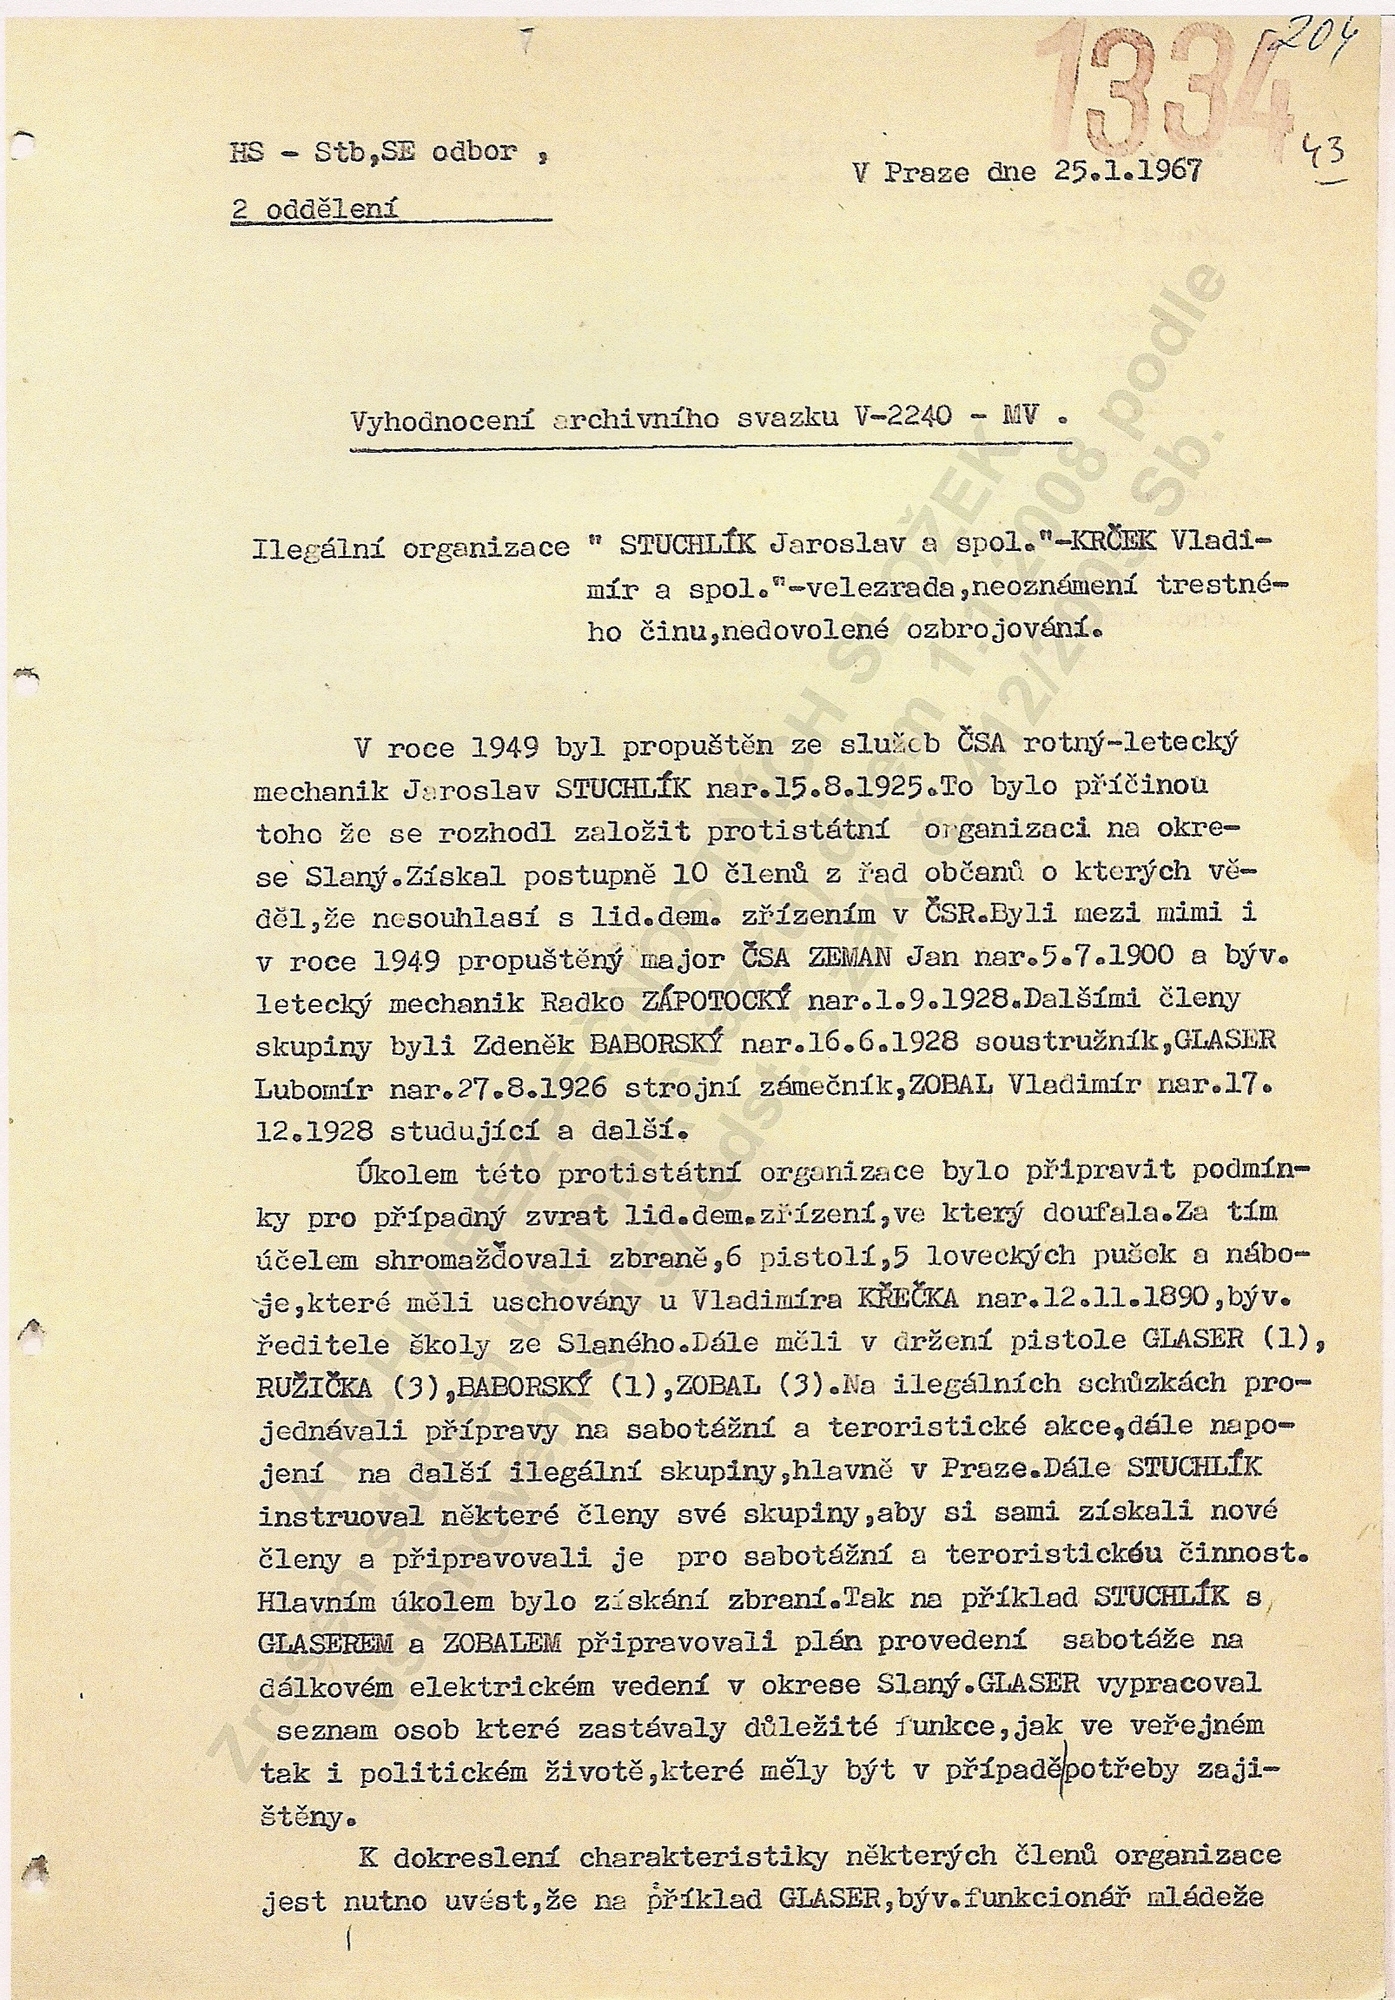 1334
204
43
HS - Stb,SE odbor ,
V Praze dne 25.1.1967
2 oddělení
Vyhodnocení archivního svazku V-2240 - MV .
Ilegální organizace " STUCHLÍK Jaroslav a spol."-KRČEK Vladi-
mír a spol."-velezrada,neoznámení trestné-
ho činu,nedovolené ozbrojování.
V roce 1949 byl propuštěn ze služeb ČSA rotný-letecký
mechanik Jaroslav STUCHLÍK nar.15.8.1925.To bylo příčinou
toho že se rozhodl založit protistátní organizaci na okre-
se Slaný.Získal postupně 10 členů z řad občanů o kterých vě-
děl,že nesouhlasí s lid.dem. zřízením v ČSR.Byli mezi mimi i
v roce 1949 propuštěný major ČSA ZEMAN Jan nar.5.7.1900 a býv.
letecký mechanik Radko ZÁPOTOCKÝ nar.1.9.1928.Dalšími členy
skupiny byli Zdeněk BABORSKÝ nar.16.6.1928 soustružník,GLASER
Lubomír nar.27.8.1926 strojní zámečník,ZOBAL Vladimír nar.17.
12.1928 studující a další.
Úkolem této protistátní organizace bylo připravit podmín-
ky pro případný zvrat lid.dem.zřízení,ve který doufala.Za tím
účelem shromažďovali zbraně,6 pistolí,5 loveckých pušek a nábo-
je,které měli uschovány u Vladimíra KŘEČKA nar.12.11.1890,býv.
ředitele školy ze Slaného.Dále měli v držení pistole GLASER (1),
RUŽIČKA (3),BABORSKÝ (1),ZOBAL (3).Na ilegálních schůzkách pro-
jednávali přípravy na sabotážní a teroristické akce,dále napo-
jení na další ilegální skupiny,hlavně v Praze.Dále STUCHLÍK
instruoval některé členy své skupiny,aby si sami získali nové
členy a připravovali je pro sabotážní a teroristickou činnost.
Hlavním úkolem bylo získání zbraní.Tak na příklad STUCHLÍK s
GLASEREM a ZOBALEM připravovali plán provedení sabotáže na
dálkovém elektrickém vedení v okrese Slaný.GLASER vypracoval
seznam osob které zastávaly důležité funkce,jak ve veřejném
tak i politickém životě,které měly být v případě potřeby zaji-
štěny.
K dokreslení charakteristiky některých členů organizace
jest nutno uvést,že na příklad GLASER,býv.funkcionář mládeže